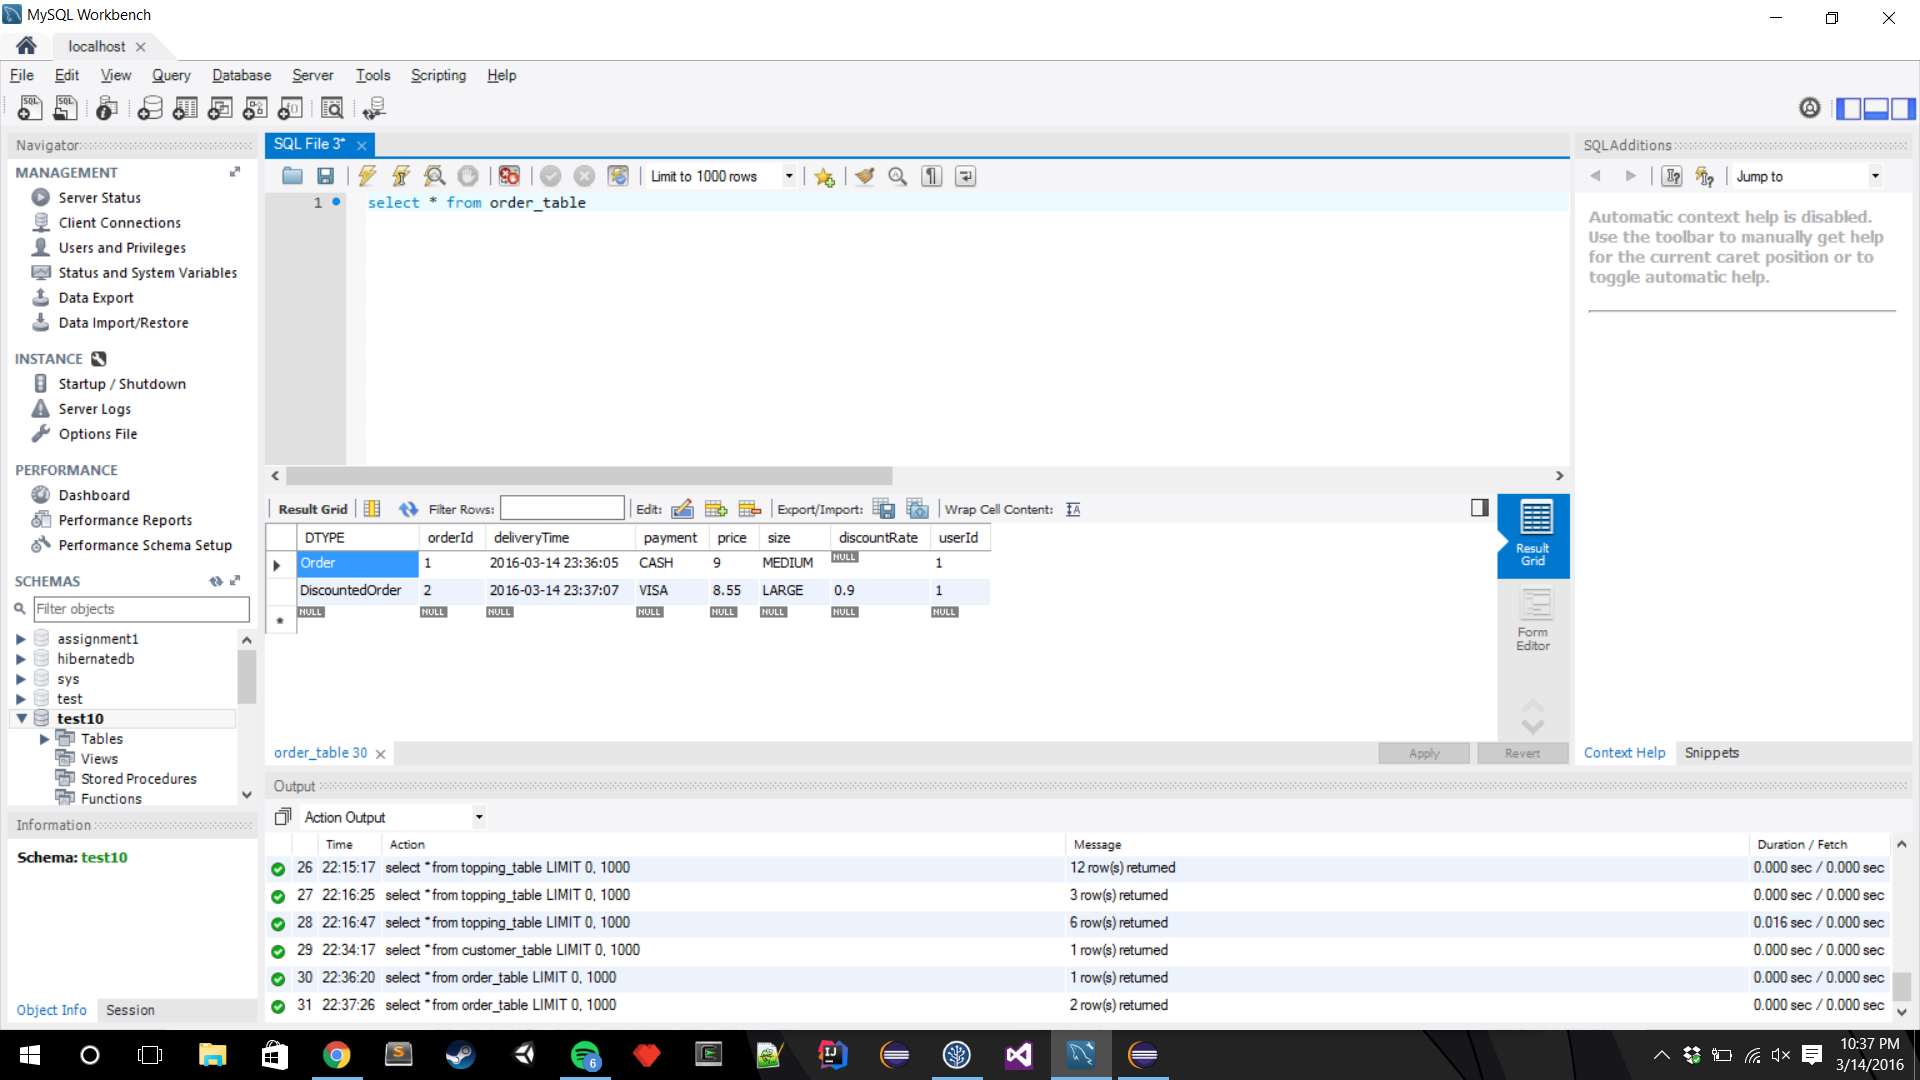 MySQL Workbench
localhost
File Edit View Query Database Server Tools Scripting Help
Navigator
MANAGEMENT
Server Status
Client Connections
Users and Privileges
Status and System Variables
Data Export
Data Import/Restore
INSTANCE
Startup / Shutdown
Server Logs
Options File
PERFORMANCE
Dashboard
Performance Reports
Performance Schema Setup
SCHEMAS
Filter objects
assignment1
hibernatedb
sys
test
test10
Tables
Views
Stored Procedures
Functions
Information
Schema: test10
Object Info Session
SQL File 3*
Limit to 1000 rows
1 select * from order_table
Result Grid Filter Rows: Edit: Export/Import: Wrap Cell Content:
DTYPE orderId deliveryTime payment price size discountRate userId
Order 1 2016-03-14 23:36:05 CASH 9 MEDIUM NULL 1
DiscountedOrder 2 2016-03-14 23:37:07 VISA 8.55 LARGE 0.9 1
NULL NULL NULL NULL NULL NULL NULL NULL
Result
Grid
Form
Editor
order_table 30
Apply Revert
SQLAdditions
Jump to
Automatic context help is disabled.
Use the toolbar to manually get help
for the current caret position or to
toggle automatic help.
Context Help Snippets
Output
Action Output
Time Action Message Duration / Fetch
26 22:15:17 select * from topping_table LIMIT 0, 1000 12 row(s) returned 0.000 sec / 0.000 sec
27 22:16:25 select * from topping_table LIMIT 0, 1000 3 row(s) returned 0.000 sec / 0.000 sec
28 22:16:47 select * from topping_table LIMIT 0, 1000 6 row(s) returned 0.016 sec / 0.000 sec
29 22:34:17 select * from customer_table LIMIT 0, 1000 1 row(s) returned 0.000 sec / 0.000 sec
30 22:36:20 select * from order_table LIMIT 0, 1000 1 row(s) returned 0.000 sec / 0.000 sec
31 22:37:26 select * from order_table LIMIT 0, 1000 2 row(s) returned 0.000 sec / 0.000 sec
6
10:37 PM
3/14/2016